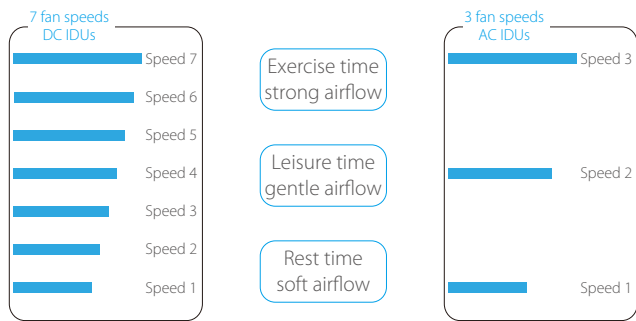 7 fan speeds
DC IDUs
Speed 7
Speed 6
Speed 5
Speed 4
Speed 3
Speed 2
Speed 1
Exercise time
strong airflow
Leisure time
gentle airflow
Rest time
soft airflow
3 fan speeds
AC IDUs
Speed 3
Speed 2
Speed 1